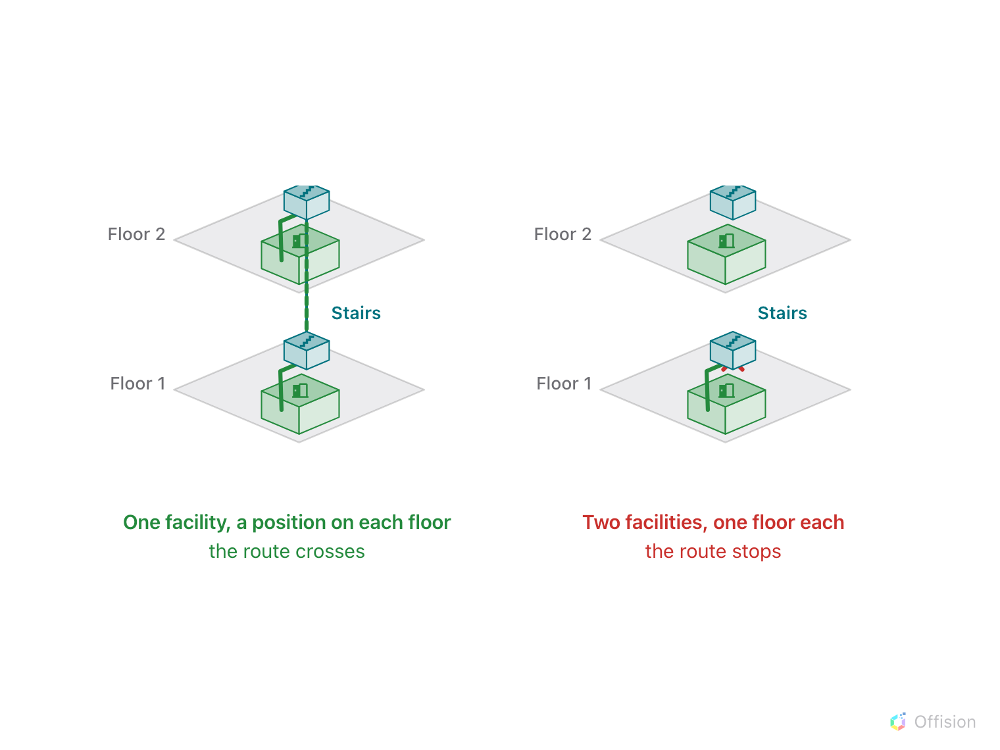 Floor 2
Stairs
Floor 1
One facility, a position on each floor
the route crosses
Floor 2
Stairs
Floor 1
Two facilities, one floor each
the route stops
Offision